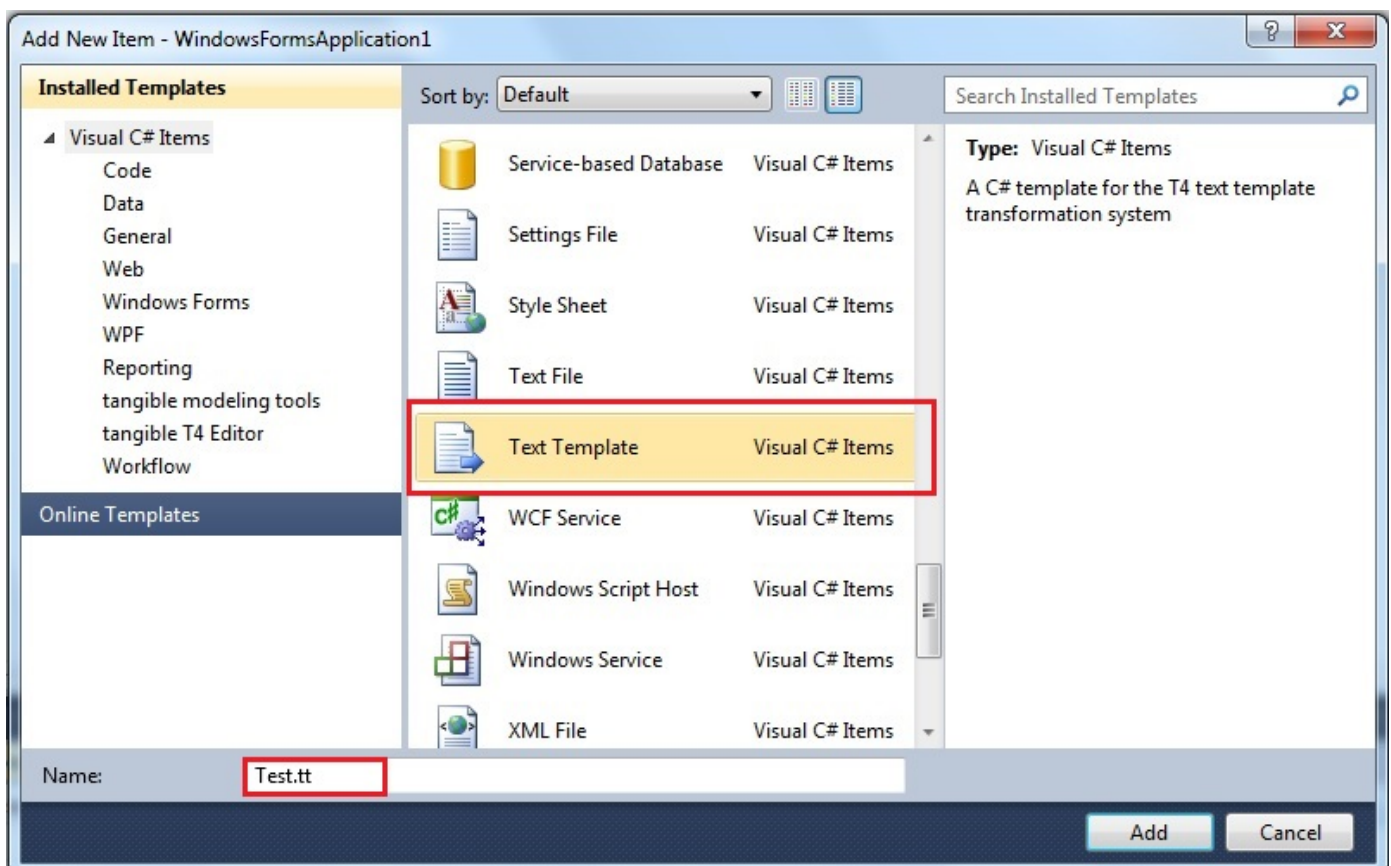 Add New Item - WindowsFormsApplication1
Installed Templates
Visual C# Items
Code
Data
General
Web
Windows Forms
WPF
Reporting
tangible modeling tools
tangible T4 Editor
Workflow
Online Templates
Sort by: Default
Service-based Database Visual C# Items
Settings File Visual C# Items
Style Sheet Visual C# Items
Text File Visual C# Items
Text Template Visual C# Items
WCF Service Visual C# Items
Windows Script Host Visual C# Items
Windows Service Visual C# Items
XML File Visual C# Items
Search Installed Templates
Type: Visual C# Items
A C# template for the T4 text template
transformation system
Name: Test.tt
Add Cancel